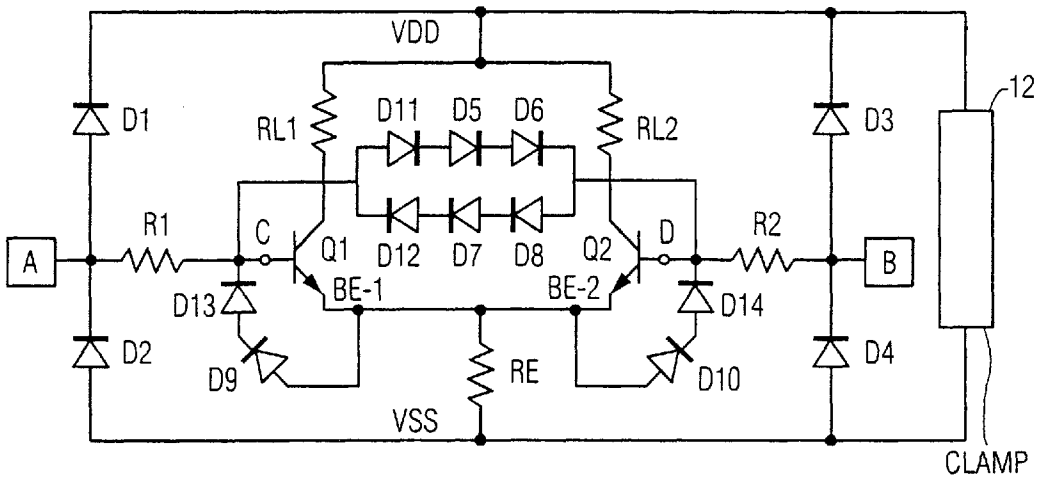 VDD
12
D11 D5 D6
D1 RL1 RL2 D3
R1 C Q1 D12 D7 D8 Q2 D R2
A B
BE-1 BE-2
D13 D14
D2 D9 RE D10 D4
VSS
CLAMP